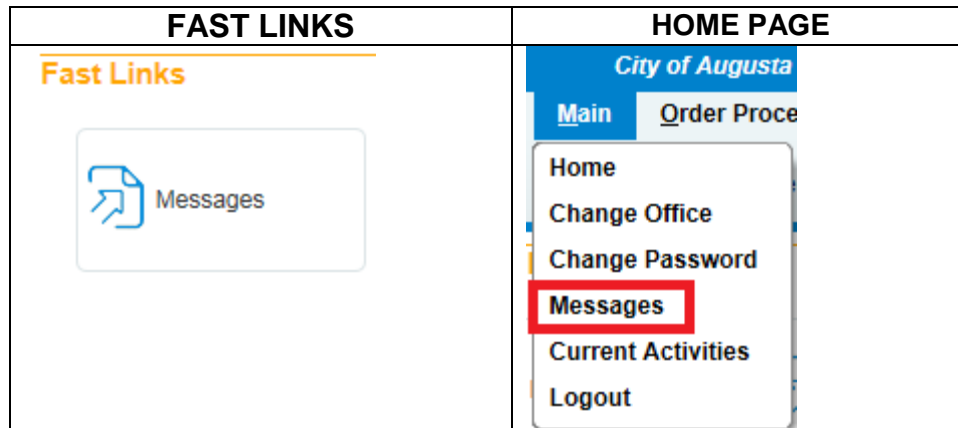 FAST LINKS
HOME PAGE
Fast Links
Messages
City of Augusta
Main Order Proce
Home
Change Office
Change Password
Messages
Current Activities
Logout